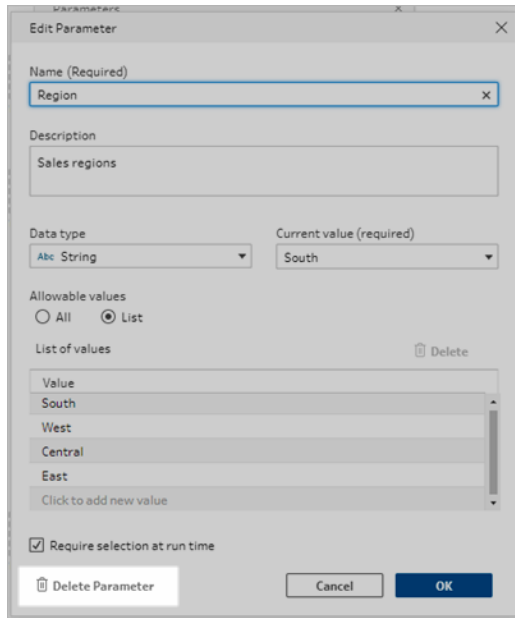 Parameters
Edit Parameter
Name (Required)
Region
Description
Sales regions
Data type
Current value (required)
Abc String
South
Allowable values
All
List
List of values
Delete
Value
South
West
Central
East
Click to add new value
Require selection at run time
Delete Parameter
Cancel
OK